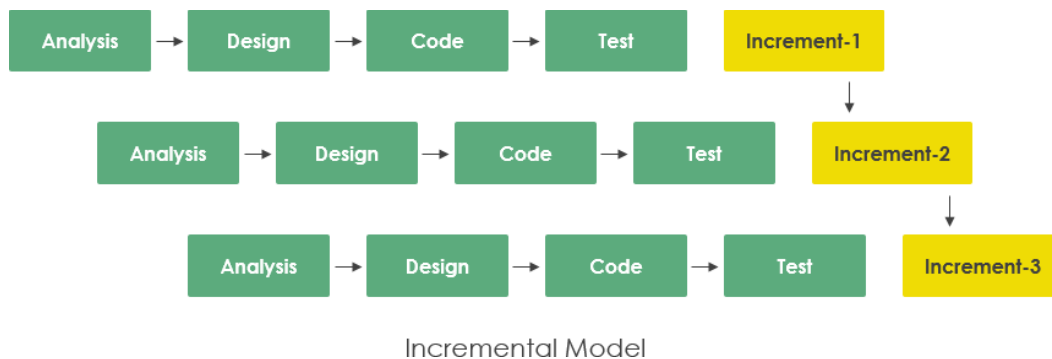 Analysis Design Code Test Increment-1
Analysis Design Code Test Increment-2
Analysis Design Code Test Increment-3
Incremental Model